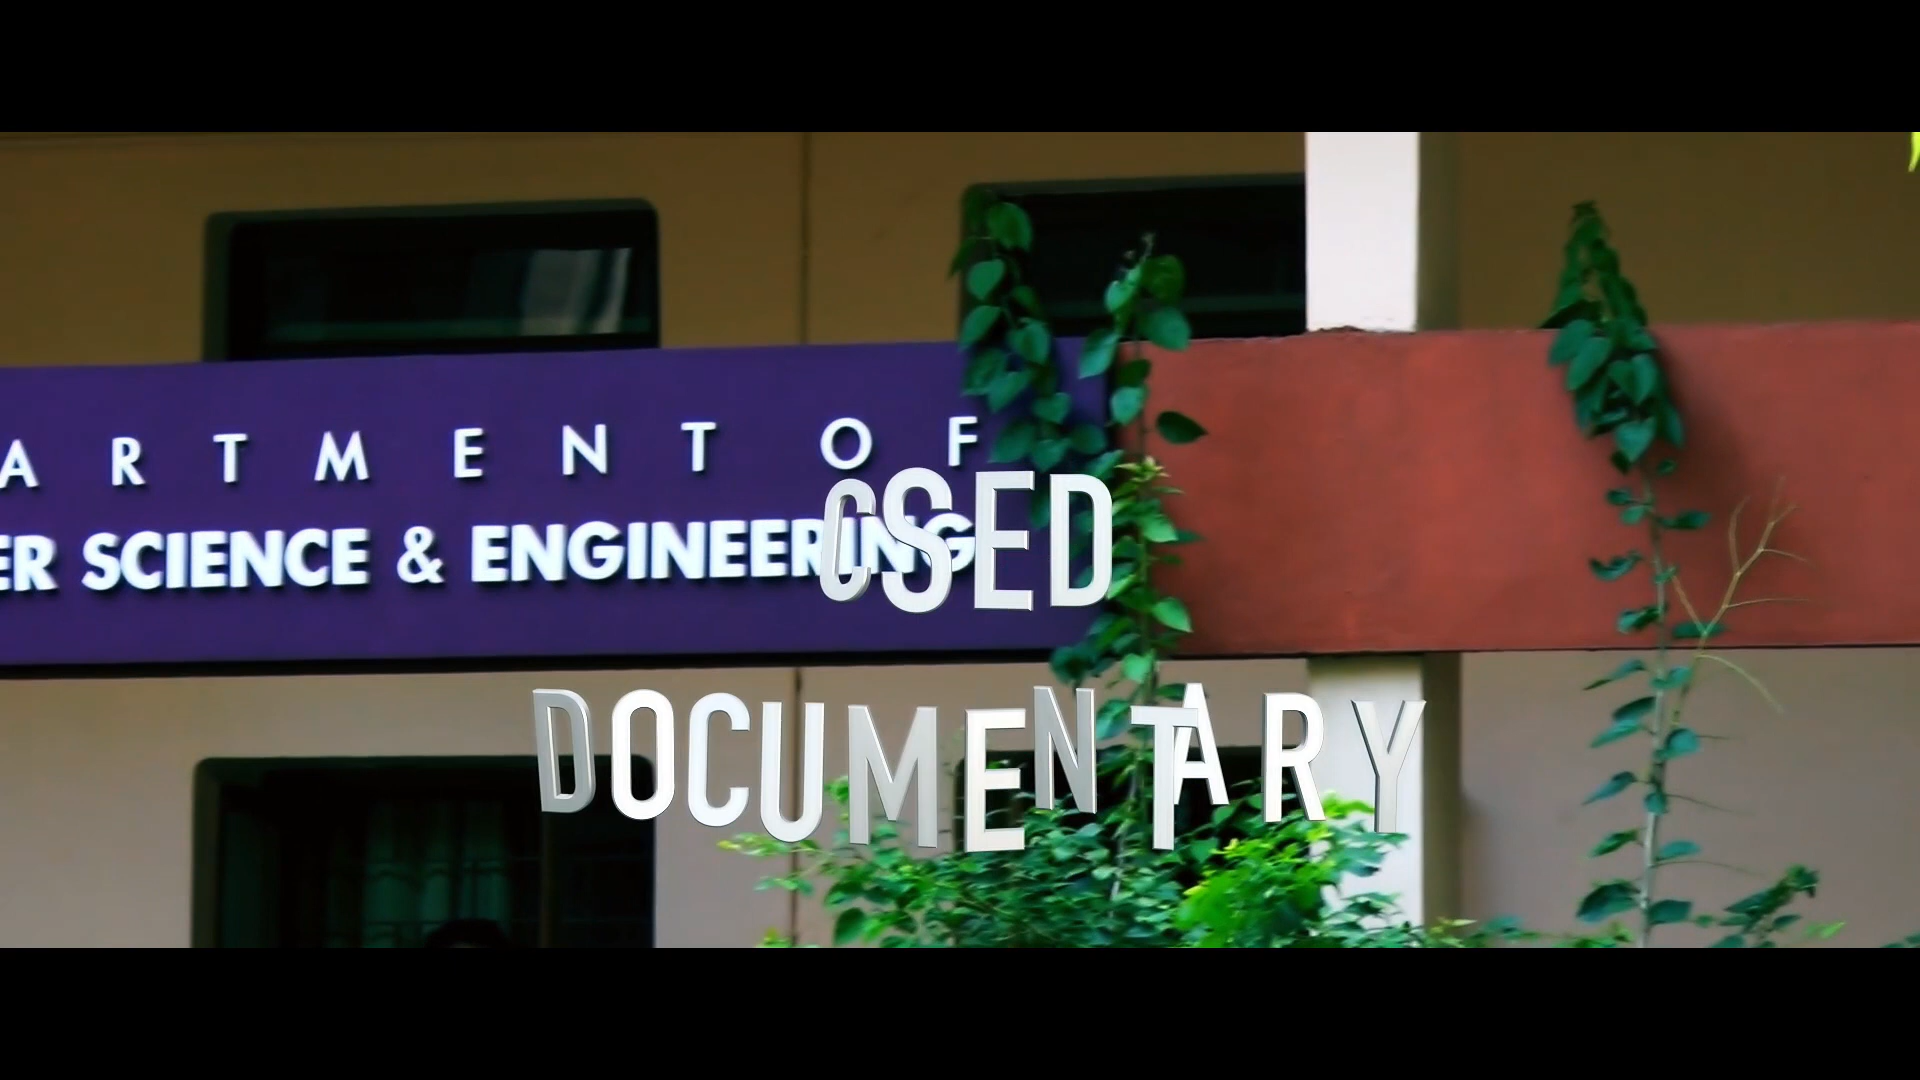 ARTMENT OF
ER SCIENCE & ENGINEERING
CSED
DOCUMENTARY